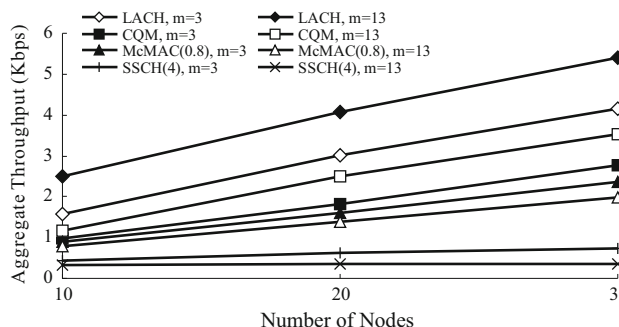 LACH, m=3 LACH, m=13
CQM, m=3 CQM, m=13
McMAC(0.8), m=3 McMAC(0.8), m=13
SSCH(4), m=3 SSCH(4), m=13
Aggregate Throughput (Kbps)
6
5
4
3
2
1
0
10 20 3
Number of Nodes